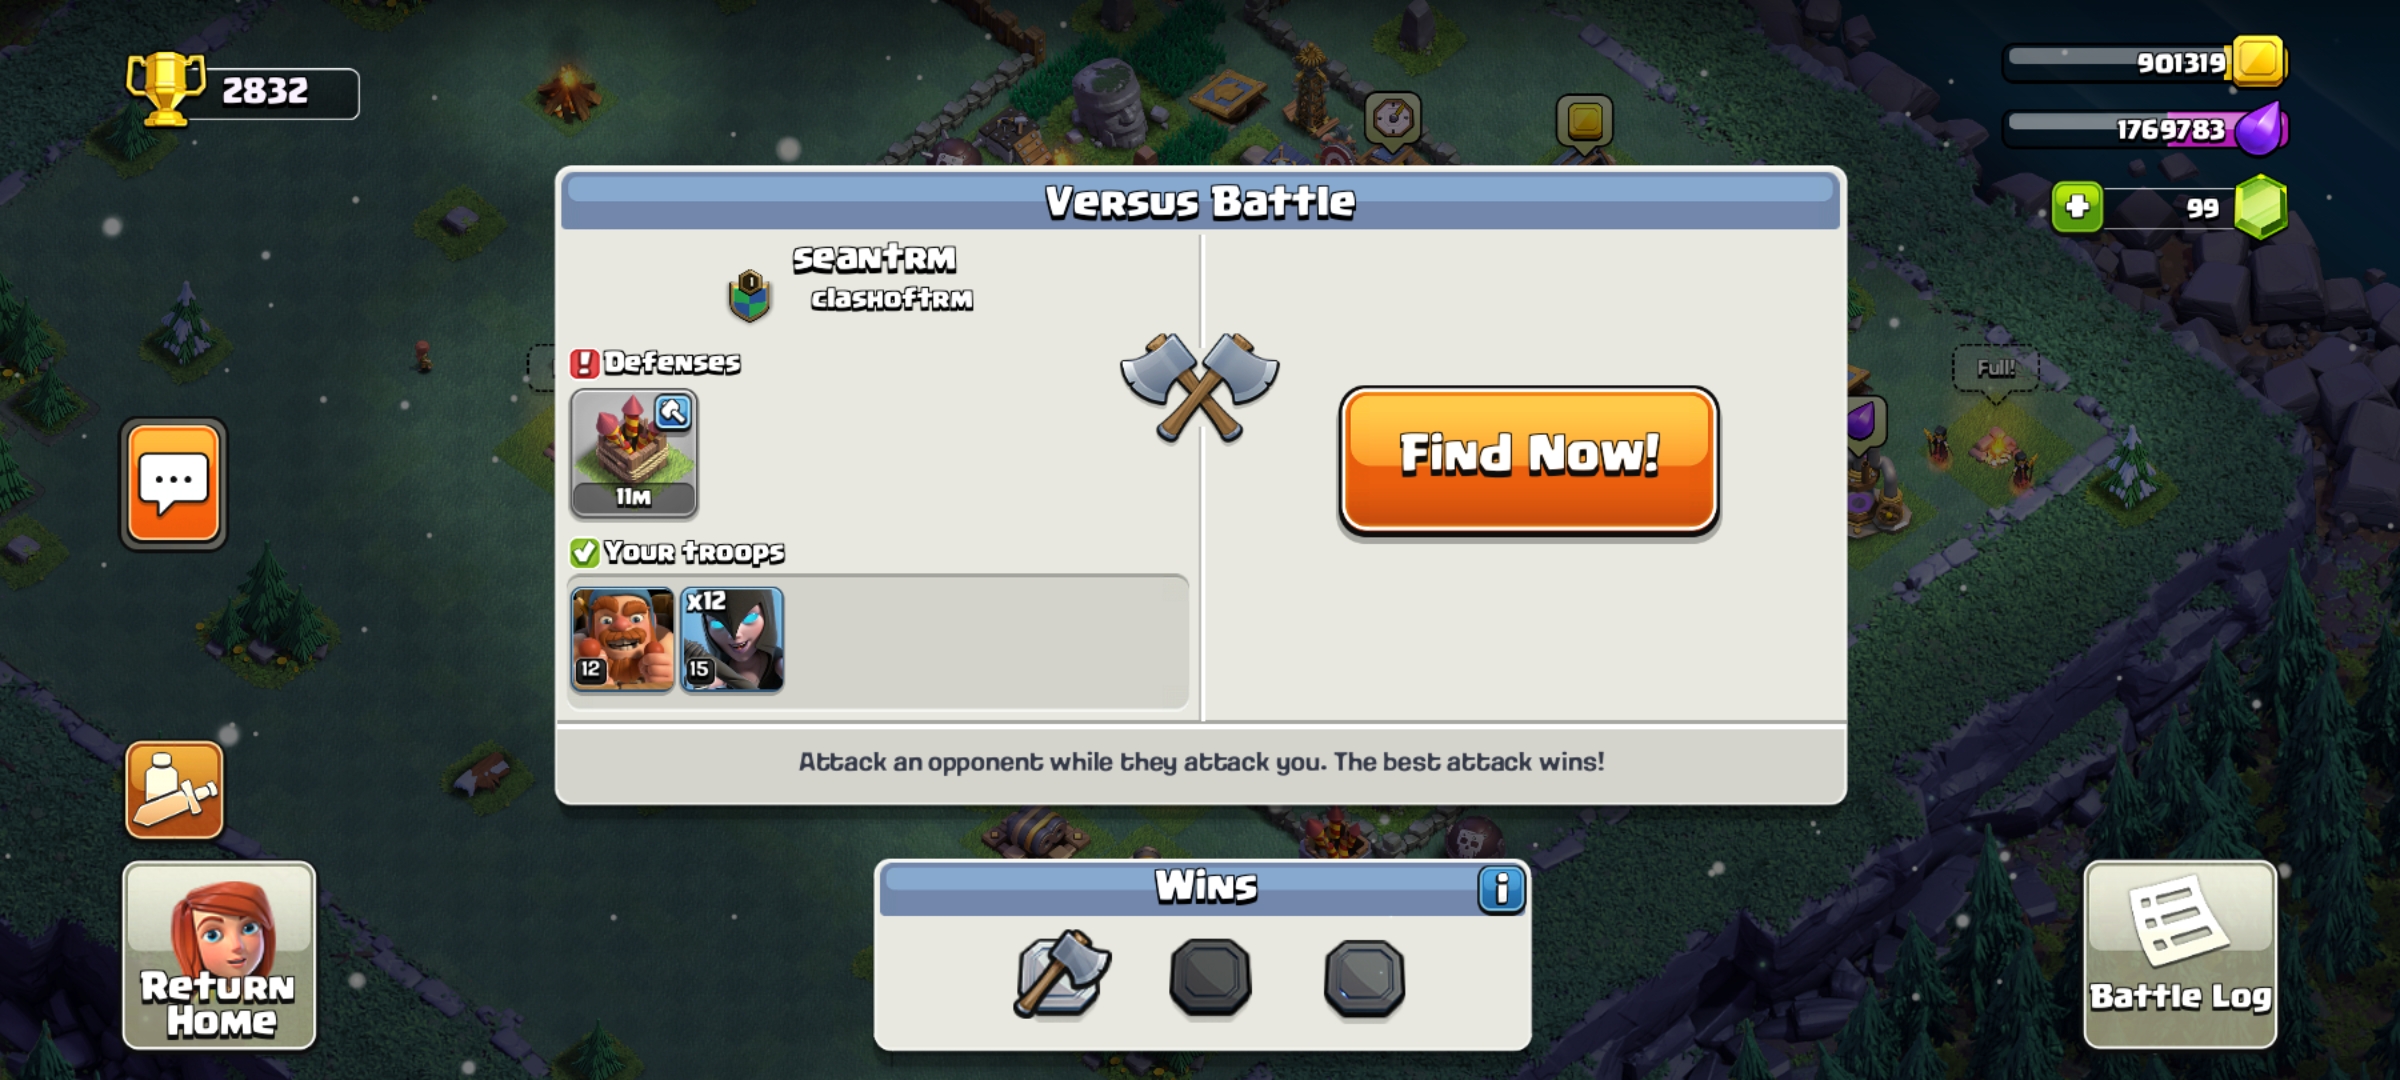 2832
901319
1769783
99
Versus Battle
seantrm
clashoftrm
Defenses
11M
Your troops
x12
12
15
Find Now!
Full!
Attack an opponent while they attack you. The best attack wins!
Wins
Return
Home
Battle Log